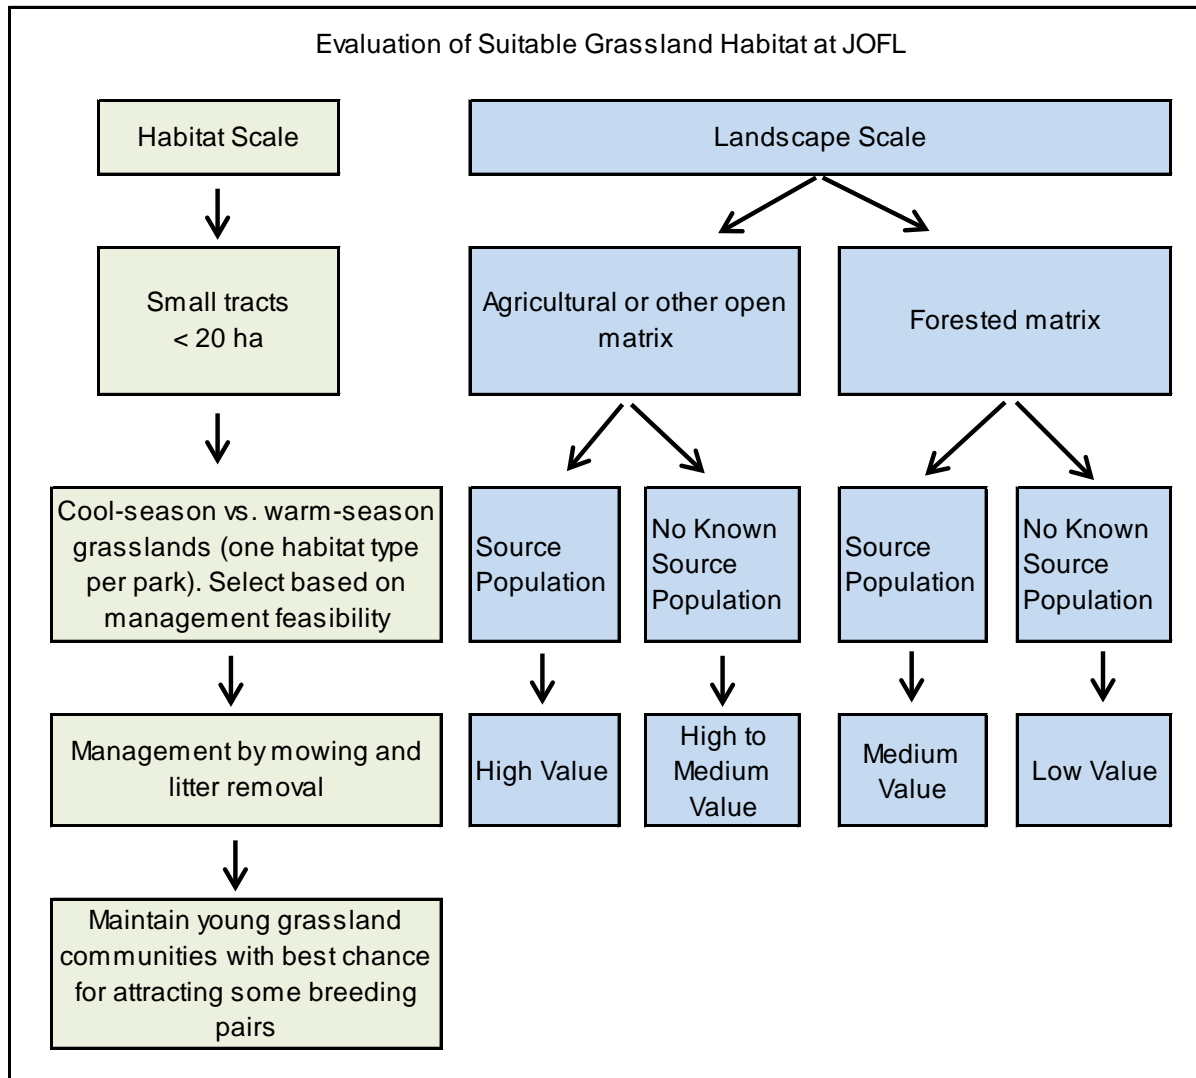 Evaluation of Suitable Grassland Habitat at JOFL
Habitat Scale
Landscape Scale
Small tracts
< 20 ha
Agricultural or other open
matrix
Forested matrix
Cool-season vs. warm-season
grasslands (one habitat type
per park). Select based on
management feasibility
Source
Population
No Known
Source
Population
Source
Population
No Known
Source
Population
Management by mowing and
litter removal
High Value
High to
Medium
Value
Medium
Value
Low Value
Maintain young grassland
communities with best chance
for attracting some breeding
pairs